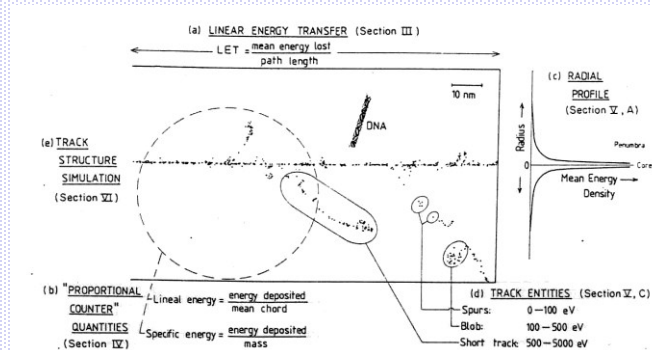 (a) LINEAR ENERGY TRANSFER (Section III)
LET = mean energy lost
path length
10 nm
DNA
(c) RADIAL
PROFILE
(Section V, A)
Radius
0
Penumbra
Core
Mean Energy
Density
(e) TRACK
STRUCTURE
SIMULATION
(Section VI)
(b) "PROPORTIONAL
COUNTER"
QUANTITIES
(Section IV)
Lineal energy = energy deposited
mean chord
Specific energy = energy deposited
mass
(d) TRACK ENTITIES (Section V, C)
Spurs: 0-100 eV
Blob: 100-500 eV
Short track: 500-5000 eV